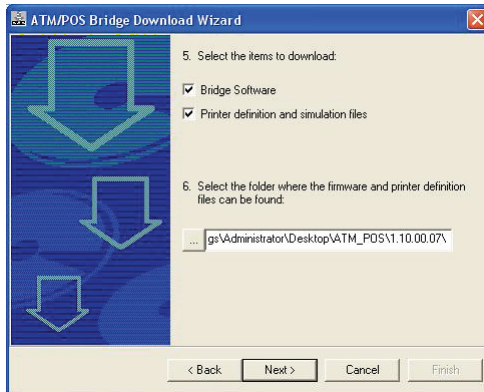 ATM/POS Bridge Download Wizard
5. Select the items to download:
Bridge Software
Printer definition and simulation files
6. Select the folder where the firmware and printer definition
files can be found:
... gs\Administrator\Desktop\ATM_POS\1.10.00.07\
< Back Next > Cancel Finish